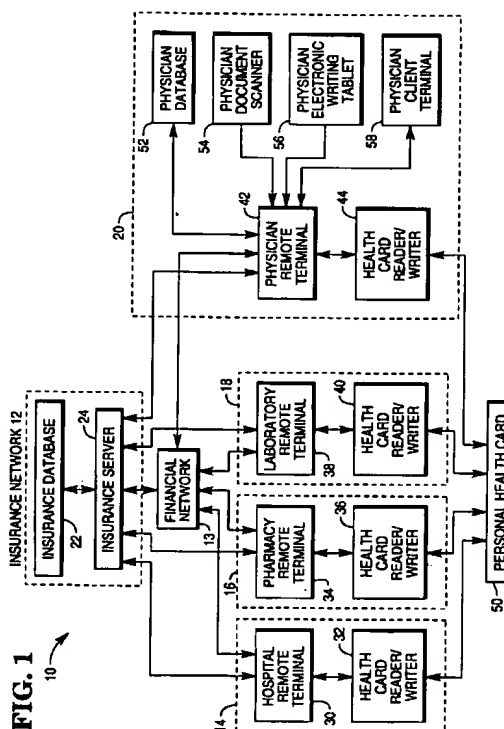 FIG. 1
10
INSURANCE NETWORK 12
INSURANCE DATABASE
22
24
INSURANCE SERVER
FINANCIAL
NETWORK
13
14
HOSPITAL
REMOTE
TERMINAL
30
32
HEALTH
CARD
READER/
WRITER
16
PHARMACY
REMOTE
TERMINAL
34
36
HEALTH
CARD
READER/
WRITER
18
LABORATORY
REMOTE
TERMINAL
38
40
HEALTH
CARD
READER/
WRITER
20
42
PHYSICIAN
REMOTE
TERMINAL
44
HEALTH
CARD
READER/
WRITER
52
PHYSICIAN
DATABASE
54
PHYSICIAN
DOCUMENT
SCANNER
56
PHYSICIAN
ELECTRONIC
WRITING
TABLET
58
PHYSICIAN
CLIENT
TERMINAL
50
PERSONAL HEALTH CARD